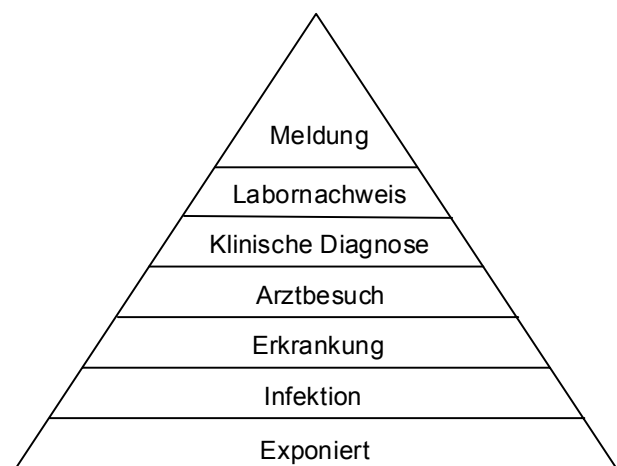 Meldung
Labornachweis
Klinische Diagnose
Arztbesuch
Erkrankung
Infektion
Exponiert